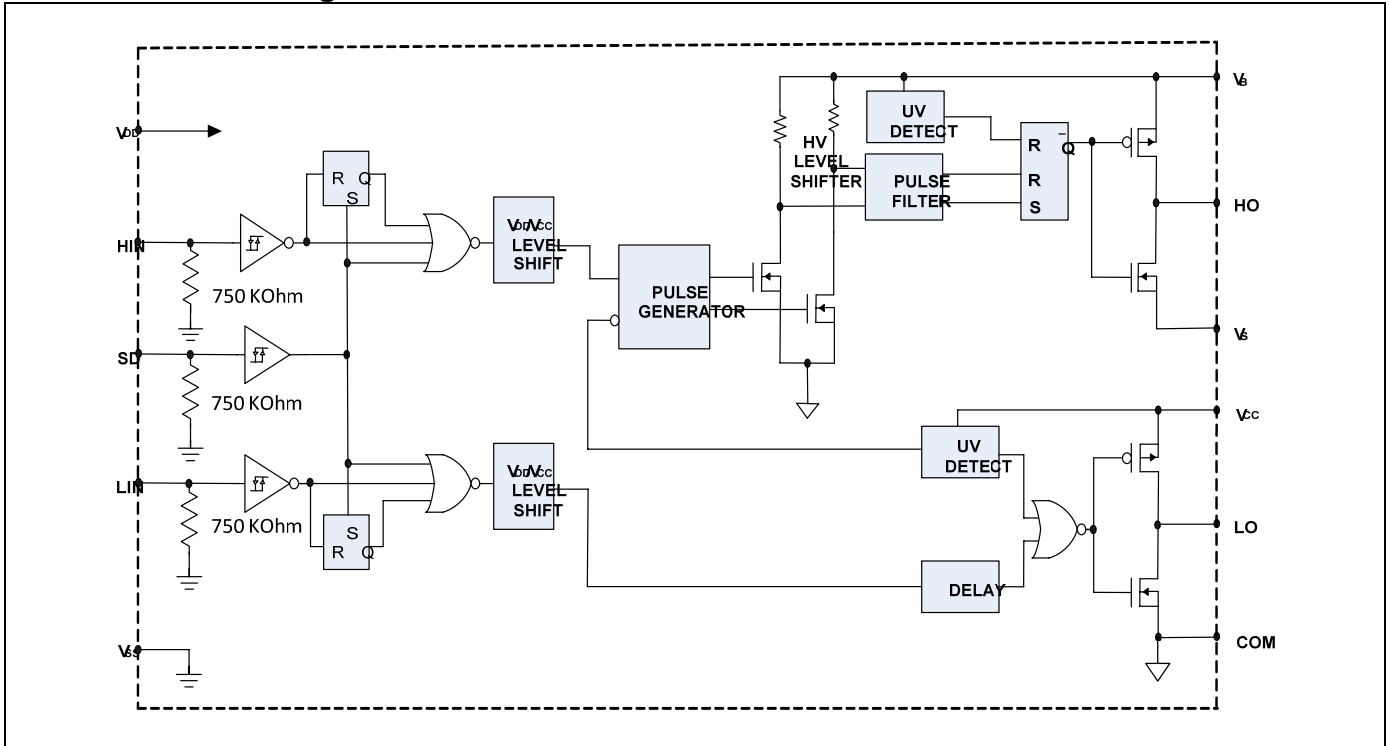 VB
UV
DETECT
VDD
HV
LEVEL
SHIFTER
R
Q
R
S
R Q
S
PULSE
FILTER
HO
HIN
VDD/VCC
LEVEL
SHIFT
750 KOhm
PULSE
GENERATOR
SD
VS
750 KOhm
VCC
UV
DETECT
LIN
VDD/VCC
LEVEL
SHIFT
750 KOhm
S
R Q
LO
DELAY
VSS
COM